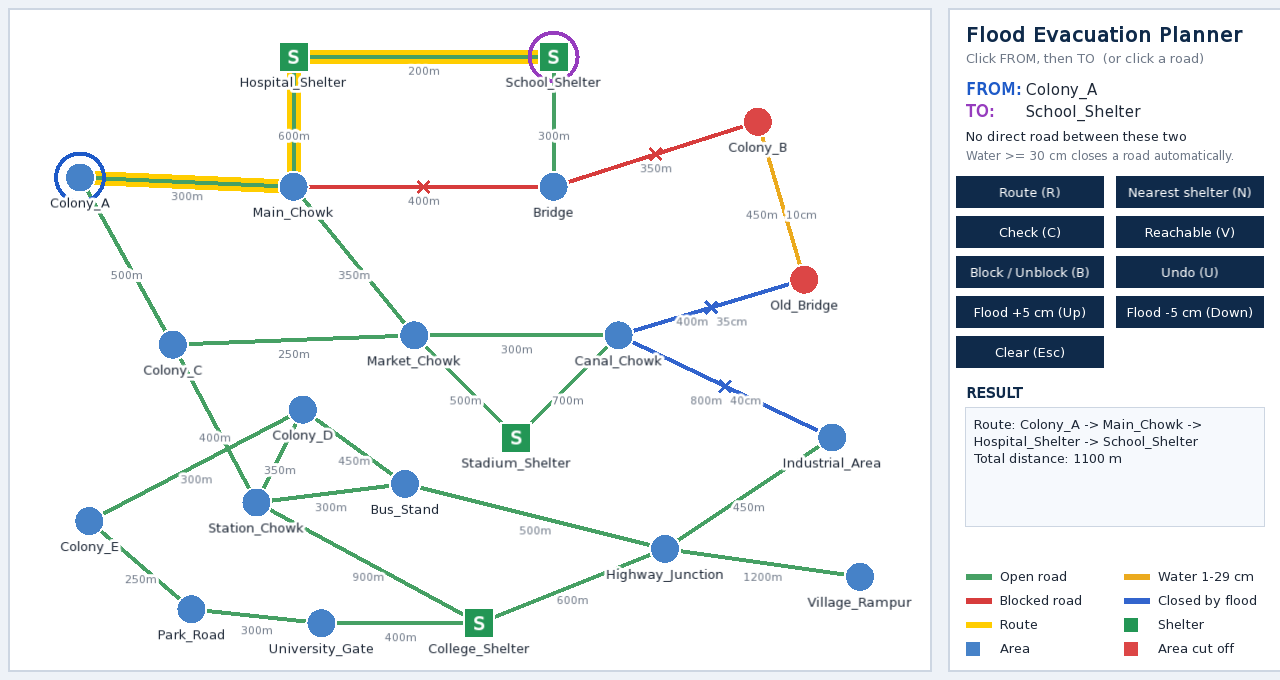 S
S
Hospital_Shelter
School_Shelter
200m
600m
300m
Colony_B
350m
Colony_A
300m
Main_Chowk
400m
Bridge
450m 10cm
500m
350m
Old_Bridge
400m 35cm
Colony_C
250m
Market_Chowk
300m
Canal_Chowk
500m
700m
800m 40cm
S
Stadium_Shelter
Industrial_Area
Colony_D
400m
450m
350m
300m
Station_Chowk
300m
Bus_Stand
450m
500m
Colony_E
250m
900m
Highway_Junction
1200m
Village_Rampur
600m
Park_Road
300m
University_Gate
400m
S
College_Shelter
Flood Evacuation Planner
Click FROM, then TO (or click a road)
FROM: Colony_A
TO: School_Shelter
No direct road between these two
Water >= 30 cm closes a road automatically.
Route (R)
Nearest shelter (N)
Check (C)
Reachable (V)
Block / Unblock (B)
Undo (U)
Flood +5 cm (Up)
Flood -5 cm (Down)
Clear (Esc)
RESULT
Route: Colony_A -> Main_Chowk ->
Hospital_Shelter -> School_Shelter
Total distance: 1100 m
Open road
Water 1-29 cm
Blocked road
Closed by flood
Route
Shelter
Area
Area cut off